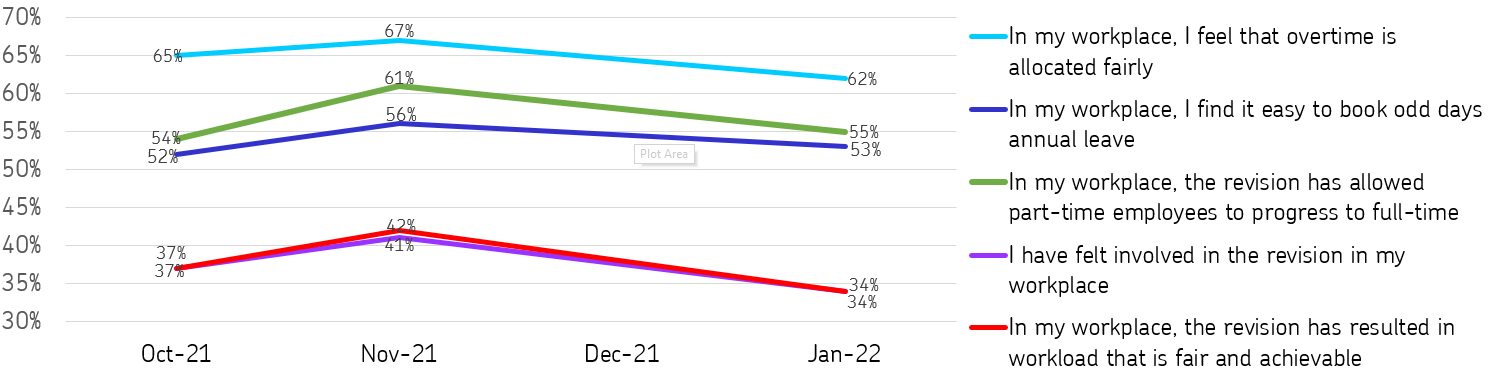 70%
65%
60%
55%
50%
45%
40%
35%
30%
65%
67%
62%
54%
61%
55%
52%
56%
53%
37%
42%
34%
37%
41%
34%
Plot Area
Oct-21 Nov-21 Dec-21 Jan-22
In my workplace, I feel that overtime is
allocated fairly
In my workplace, I find it easy to book odd days
annual leave
In my workplace, the revision has allowed
part-time employees to progress to full-time
I have felt involved in the revision in my
workplace
In my workplace, the revision has resulted in
workload that is fair and achievable